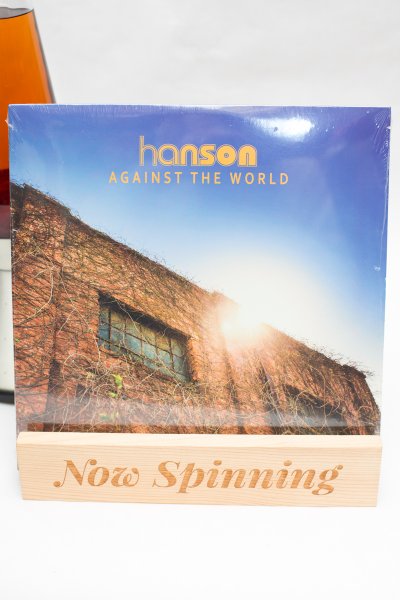 hanson
AGAINST THE WORLD
Now Spinning